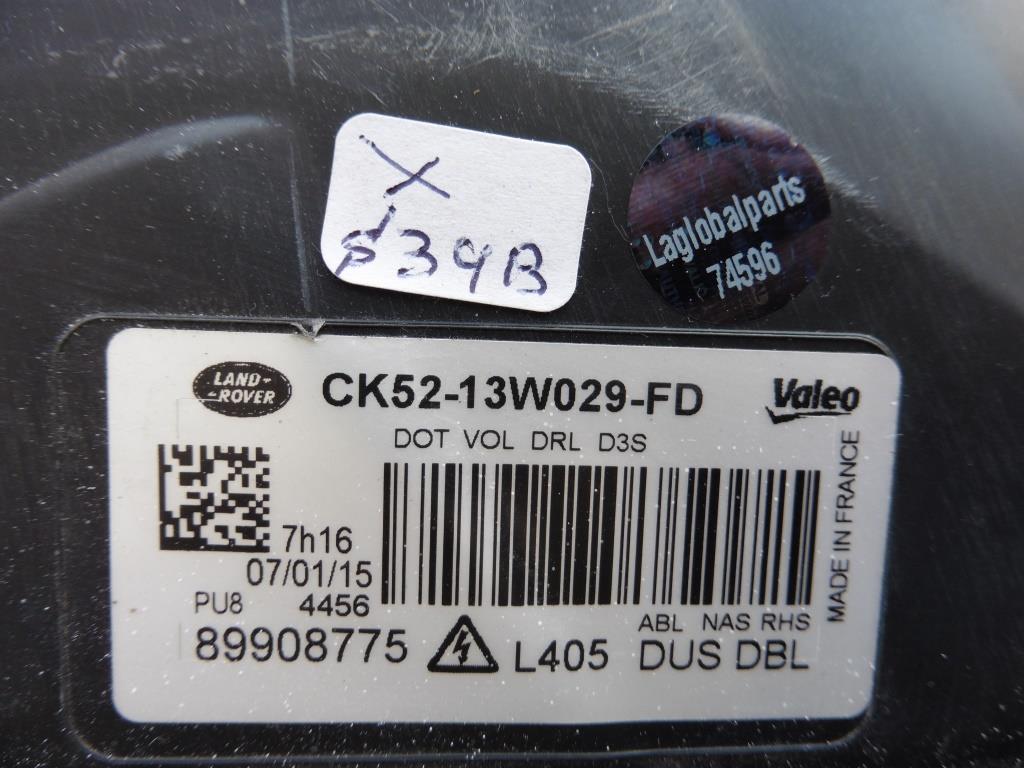 X
$34B
Laglobalparts
74596
LAND-
-ROVER
CK52-13W029-FD
Valeo
DOT VOL DRL D3S
7h16
07/01/15
PU8 4456
ABL NAS RHS
89908775 L405 DUS DBL
MADE IN FRANCE